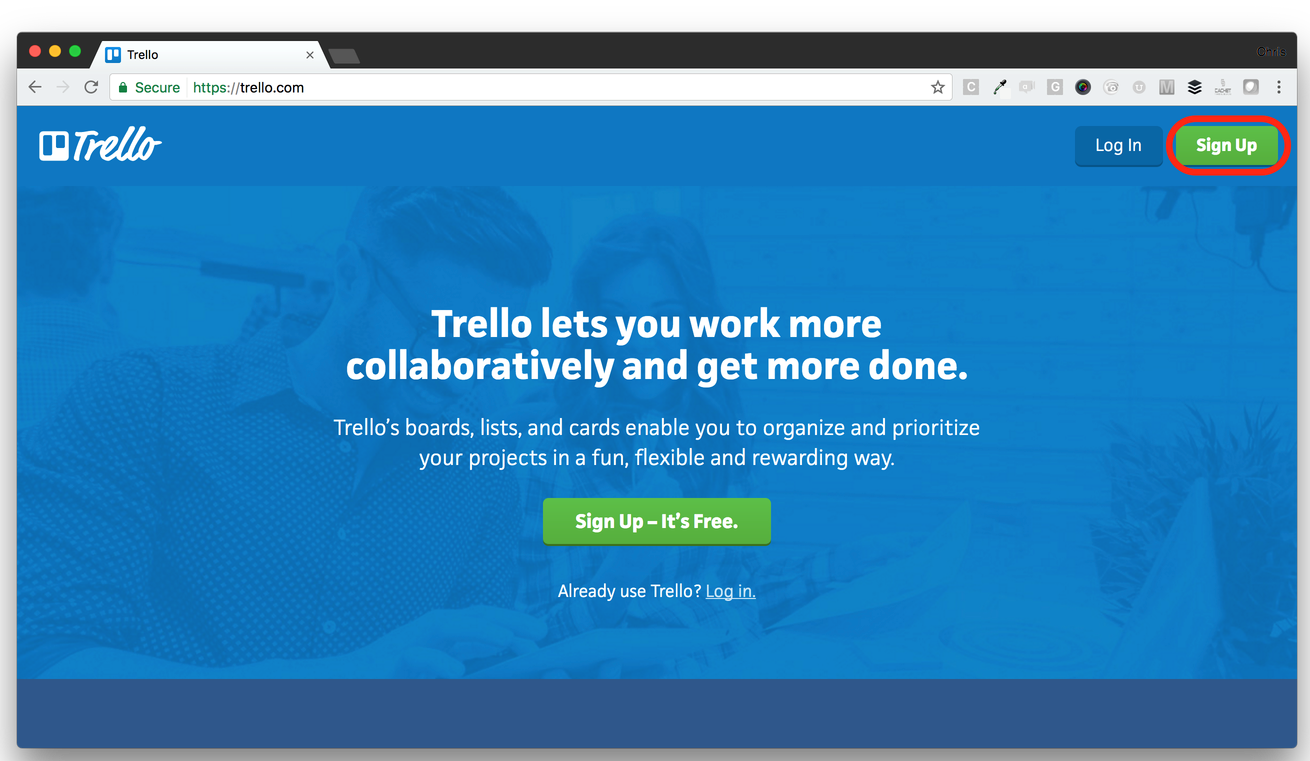 Trello
Chris
Secure https://trello.com
C G U M
Trello
Log In
Sign Up
Trello lets you work more
collaboratively and get more done.
Trello’s boards, lists, and cards enable you to organize and prioritize
your projects in a fun, flexible and rewarding way.
Sign Up – It’s Free.
Already use Trello? Log in.